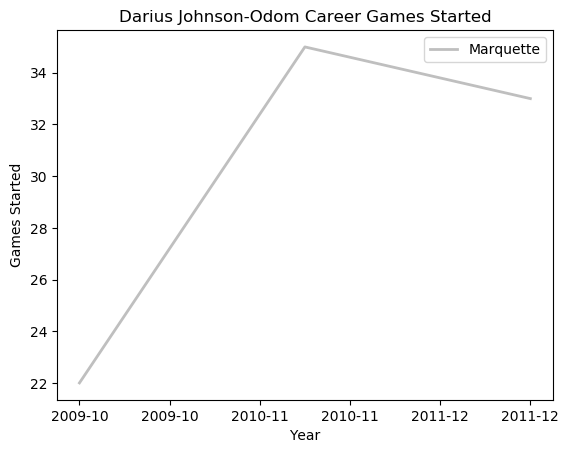 Darius Johnson-Odom Career Games Started
Marquette
Games Started
34
32
30
28
26
24
22
2009-10 2009-10 2010-11 2010-11 2011-12 2011-12
Year